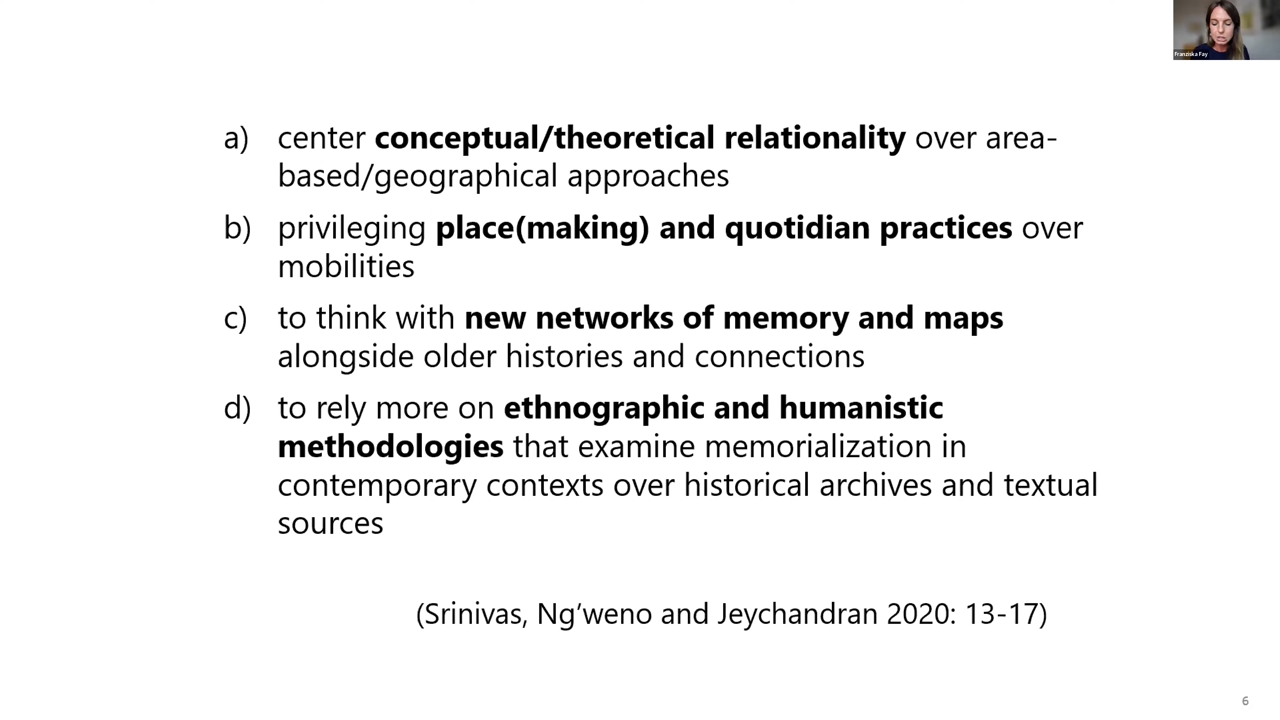 Franziska Fay
a) center conceptual/theoretical relationality over area-
based/geographical approaches
b) privileging place(making) and quotidian practices over
mobilities
c) to think with new networks of memory and maps
alongside older histories and connections
d) to rely more on ethnographic and humanistic
methodologies that examine memorialization in
contemporary contexts over historical archives and textual
sources
(Srinivas, Ng’weno and Jeychandran 2020: 13-17)
6